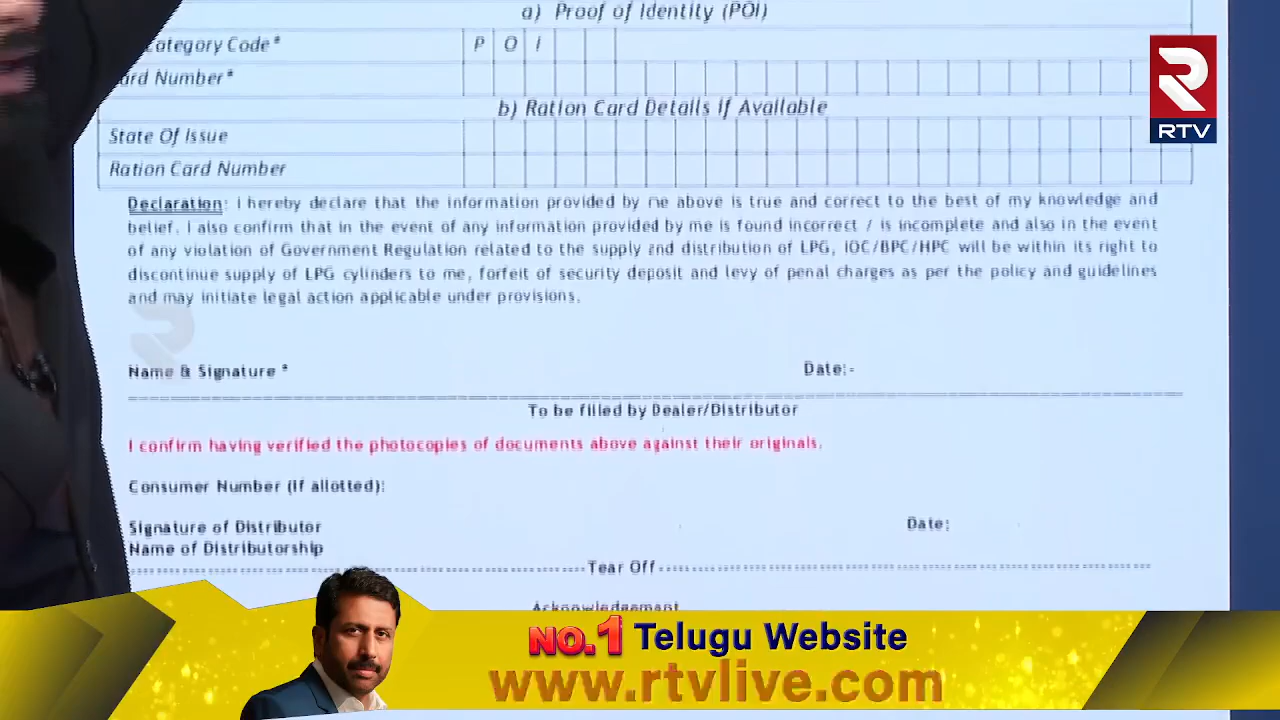 a) Proof of Identity (POI)
Category Code*
P O I
Card Number*
b) Ration Card Details if Available
State Of Issue
Ration Card Number
Declaration: I hereby declare that the information provided by me above is true and correct to the best of my knowledge and
belief. I also confirm that in the event of any information provided by me is found incorrect / is incomplete and also in the event
of any violation of Government Regulation related to the supply and distribution of LPG, IOC/BPC/HPC will be within its right to
discontinue supply of LPG cylinders to me, forfeit of security deposit and levy of penal charges as per the policy and guidelines
and may initiate legal action applicable under provisions.
Name & Signature *
Date:-
To be filled by Dealer/Distributor
I confirm having verified the photocopies of documents above against their originals.
Consumer Number (If allotted):
Signature of Distributor
Date:
Name of Distributorship
Tear Off
Acknowledgement
R
RTV
NO.1 Telugu Website
www.rtvlive.com